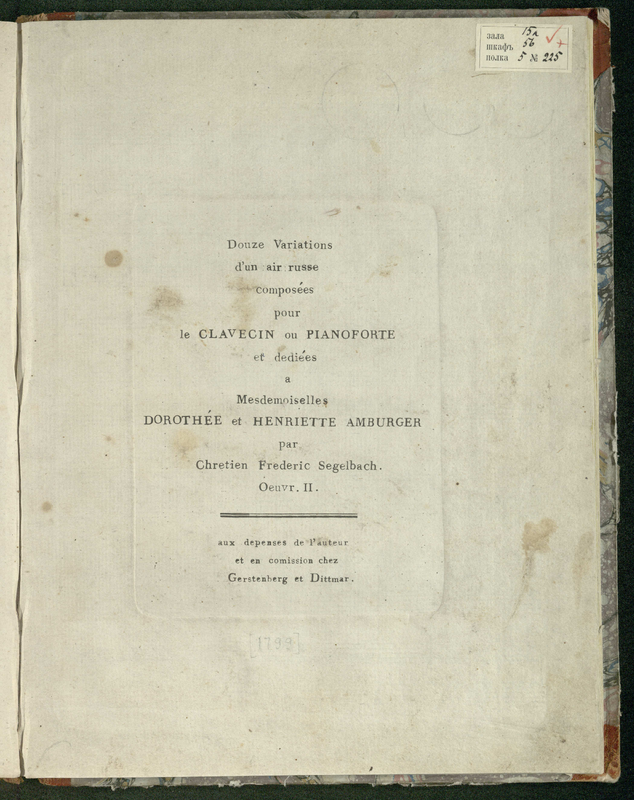 зала 15а
шкафъ 56
полка 5 № 225
Douze Variations
d'un air russe
composées
pour
le CLAVECIN ou PIANOFORTE
et dediées
a
Mesdemoiselles
DOROTHÉE et HENRIETTE AMBURGER
par
Chretien Frederic Segelbach.
Oeuvr. II.
aux depenses de l'auteur
et en comission chez
Gerstenberg et Dittmar.
[1793]